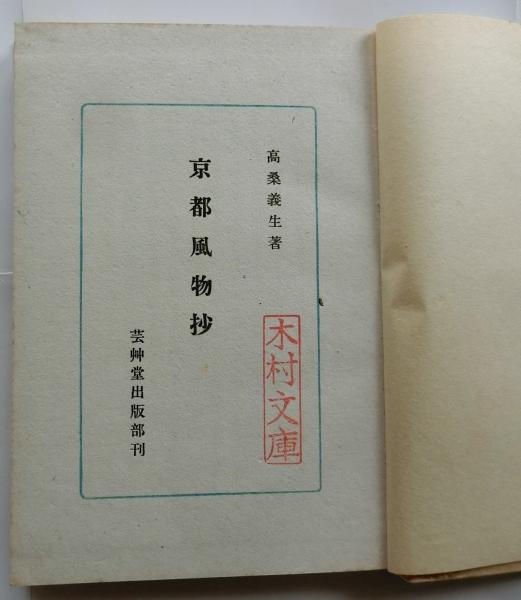 高桑義生著
京都風物抄
芸艸堂出版部刊
木村文庫